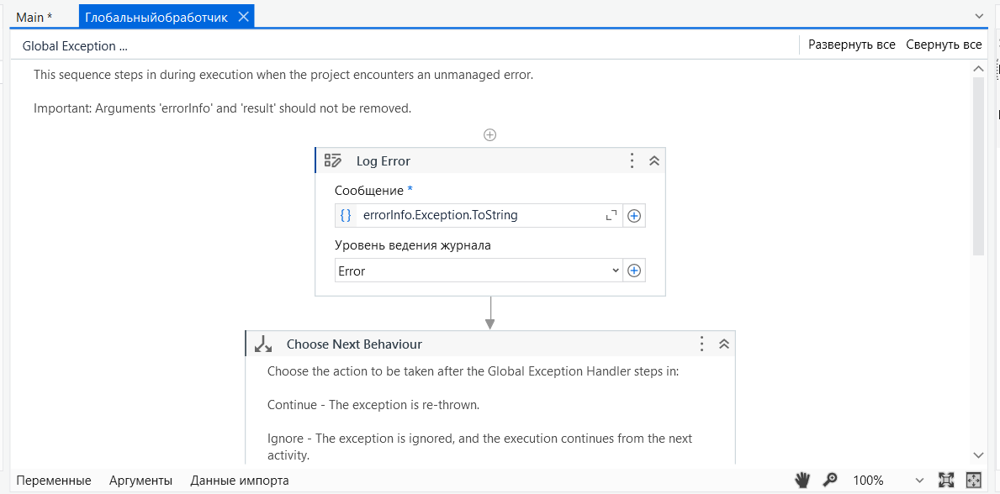 Main *
Глобальныйобработчик
Global Exception ...
Развернуть все
Свернуть все
This sequence steps in during execution when the project encounters an unmanaged error.
Important: Arguments 'errorInfo' and 'result' should not be removed.
Log Error
Сообщение *
{} errorInfo.Exception.ToString
Уровень ведения журнала
Error
Choose Next Behaviour
Choose the action to be taken after the Global Exception Handler steps in:
Continue - The exception is re-thrown.
Ignore - The exception is ignored, and the execution continues from the next
activity.
Переменные
Аргументы
Данные импорта
100%